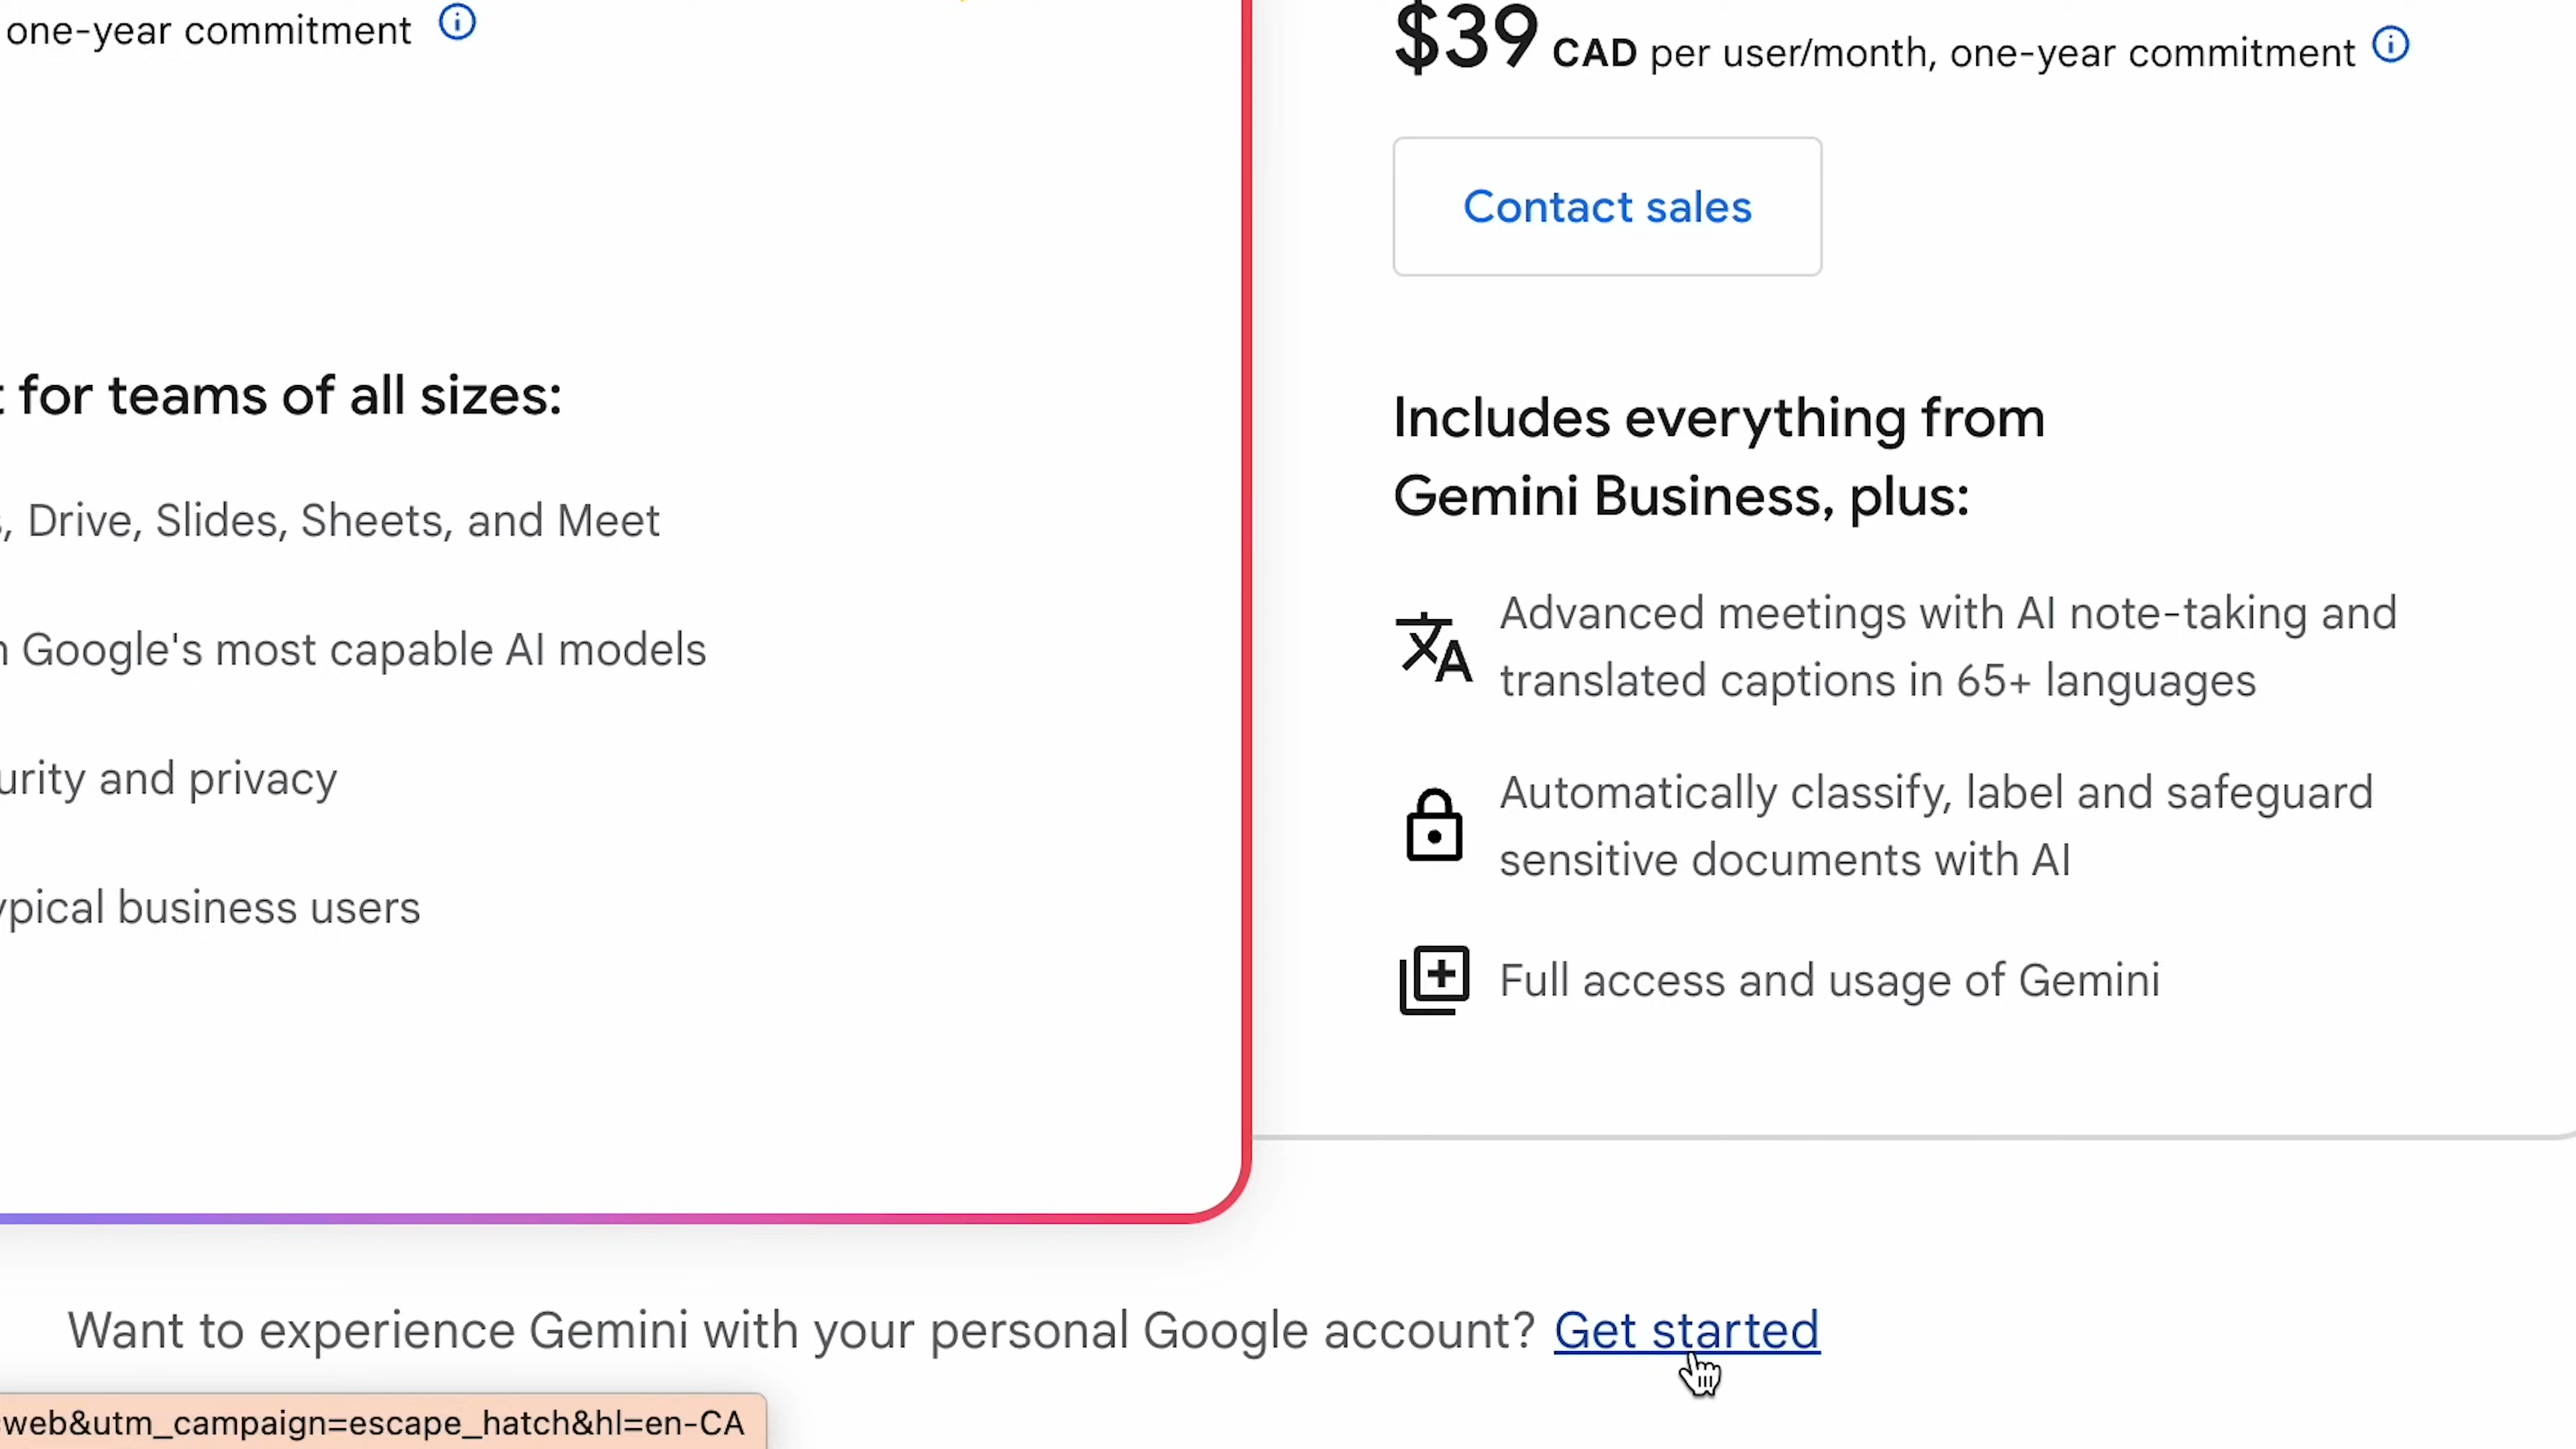 one-year commitment
for teams of all sizes:
, Drive, Slides, Sheets, and Meet
Google's most capable AI models
urity and privacy
ypical business users
$39 CAD per user/month, one-year commitment
Contact sales
Includes everything from
Gemini Business, plus:
Advanced meetings with AI note-taking and
translated captions in 65+ languages
Automatically classify, label and safeguard
sensitive documents with AI
Full access and usage of Gemini
Want to experience Gemini with your personal Google account? Get started
web&utm_campaign=escape_hatch&hl=en-CA